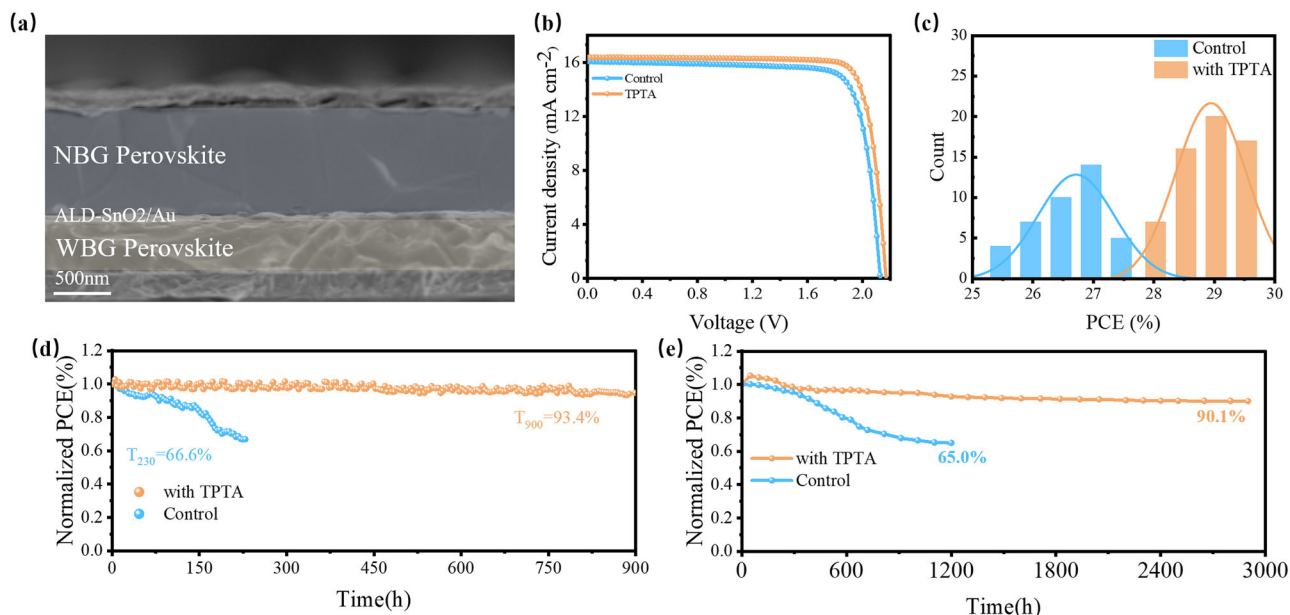 (a)
NBG Perovskite
ALD-SnO2/Au
WBG Perovskite
500nm
(b)
Current density (mA cm⁻²)
20
16
12
8
4
0
Control
TPTA
0.0 0.4 0.8 1.2 1.6 2.0
Voltage (V)
(c)
Count
30
25
20
15
10
5
0
Control
with TPTA
25 26 27 28 29 30
PCE (%)
(d)
Normalized PCE(%)
1.2
1.0
0.8
0.6
0.4
0.2
0.0
T₉₀₀=93.4%
T₂₃₀=66.6%
with TPTA
Control
0 150 300 450 600 750 900
Time(h)
(e)
Normalized PCE(%)
1.2
1.0
0.8
0.6
0.4
0.2
0.0
90.1%
65.0%
with TPTA
Control
0 600 1200 1800 2400 3000
Time(h)